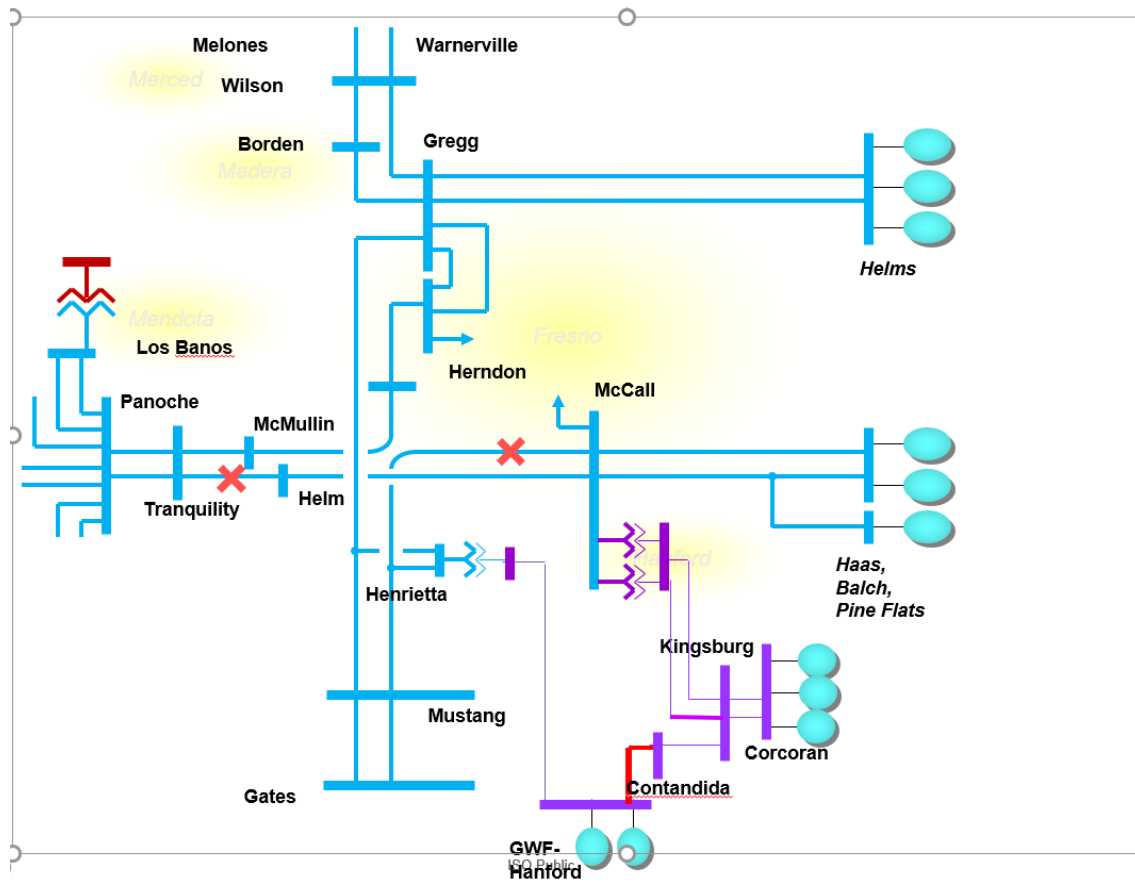 Melones
Warnerville
Merced
Wilson
Borden
Gregg
Madera
Helms
Mendota
Los Banos
Fresno
Herndon
McCall
Panoche
McMullin
Tranquility
Helm
Hanford
Henrietta
Haas,
Balch,
Pine Flats
Kingsburg
Mustang
Corcoran
Contandida
Gates
GWF-
Hanford
ISO Public